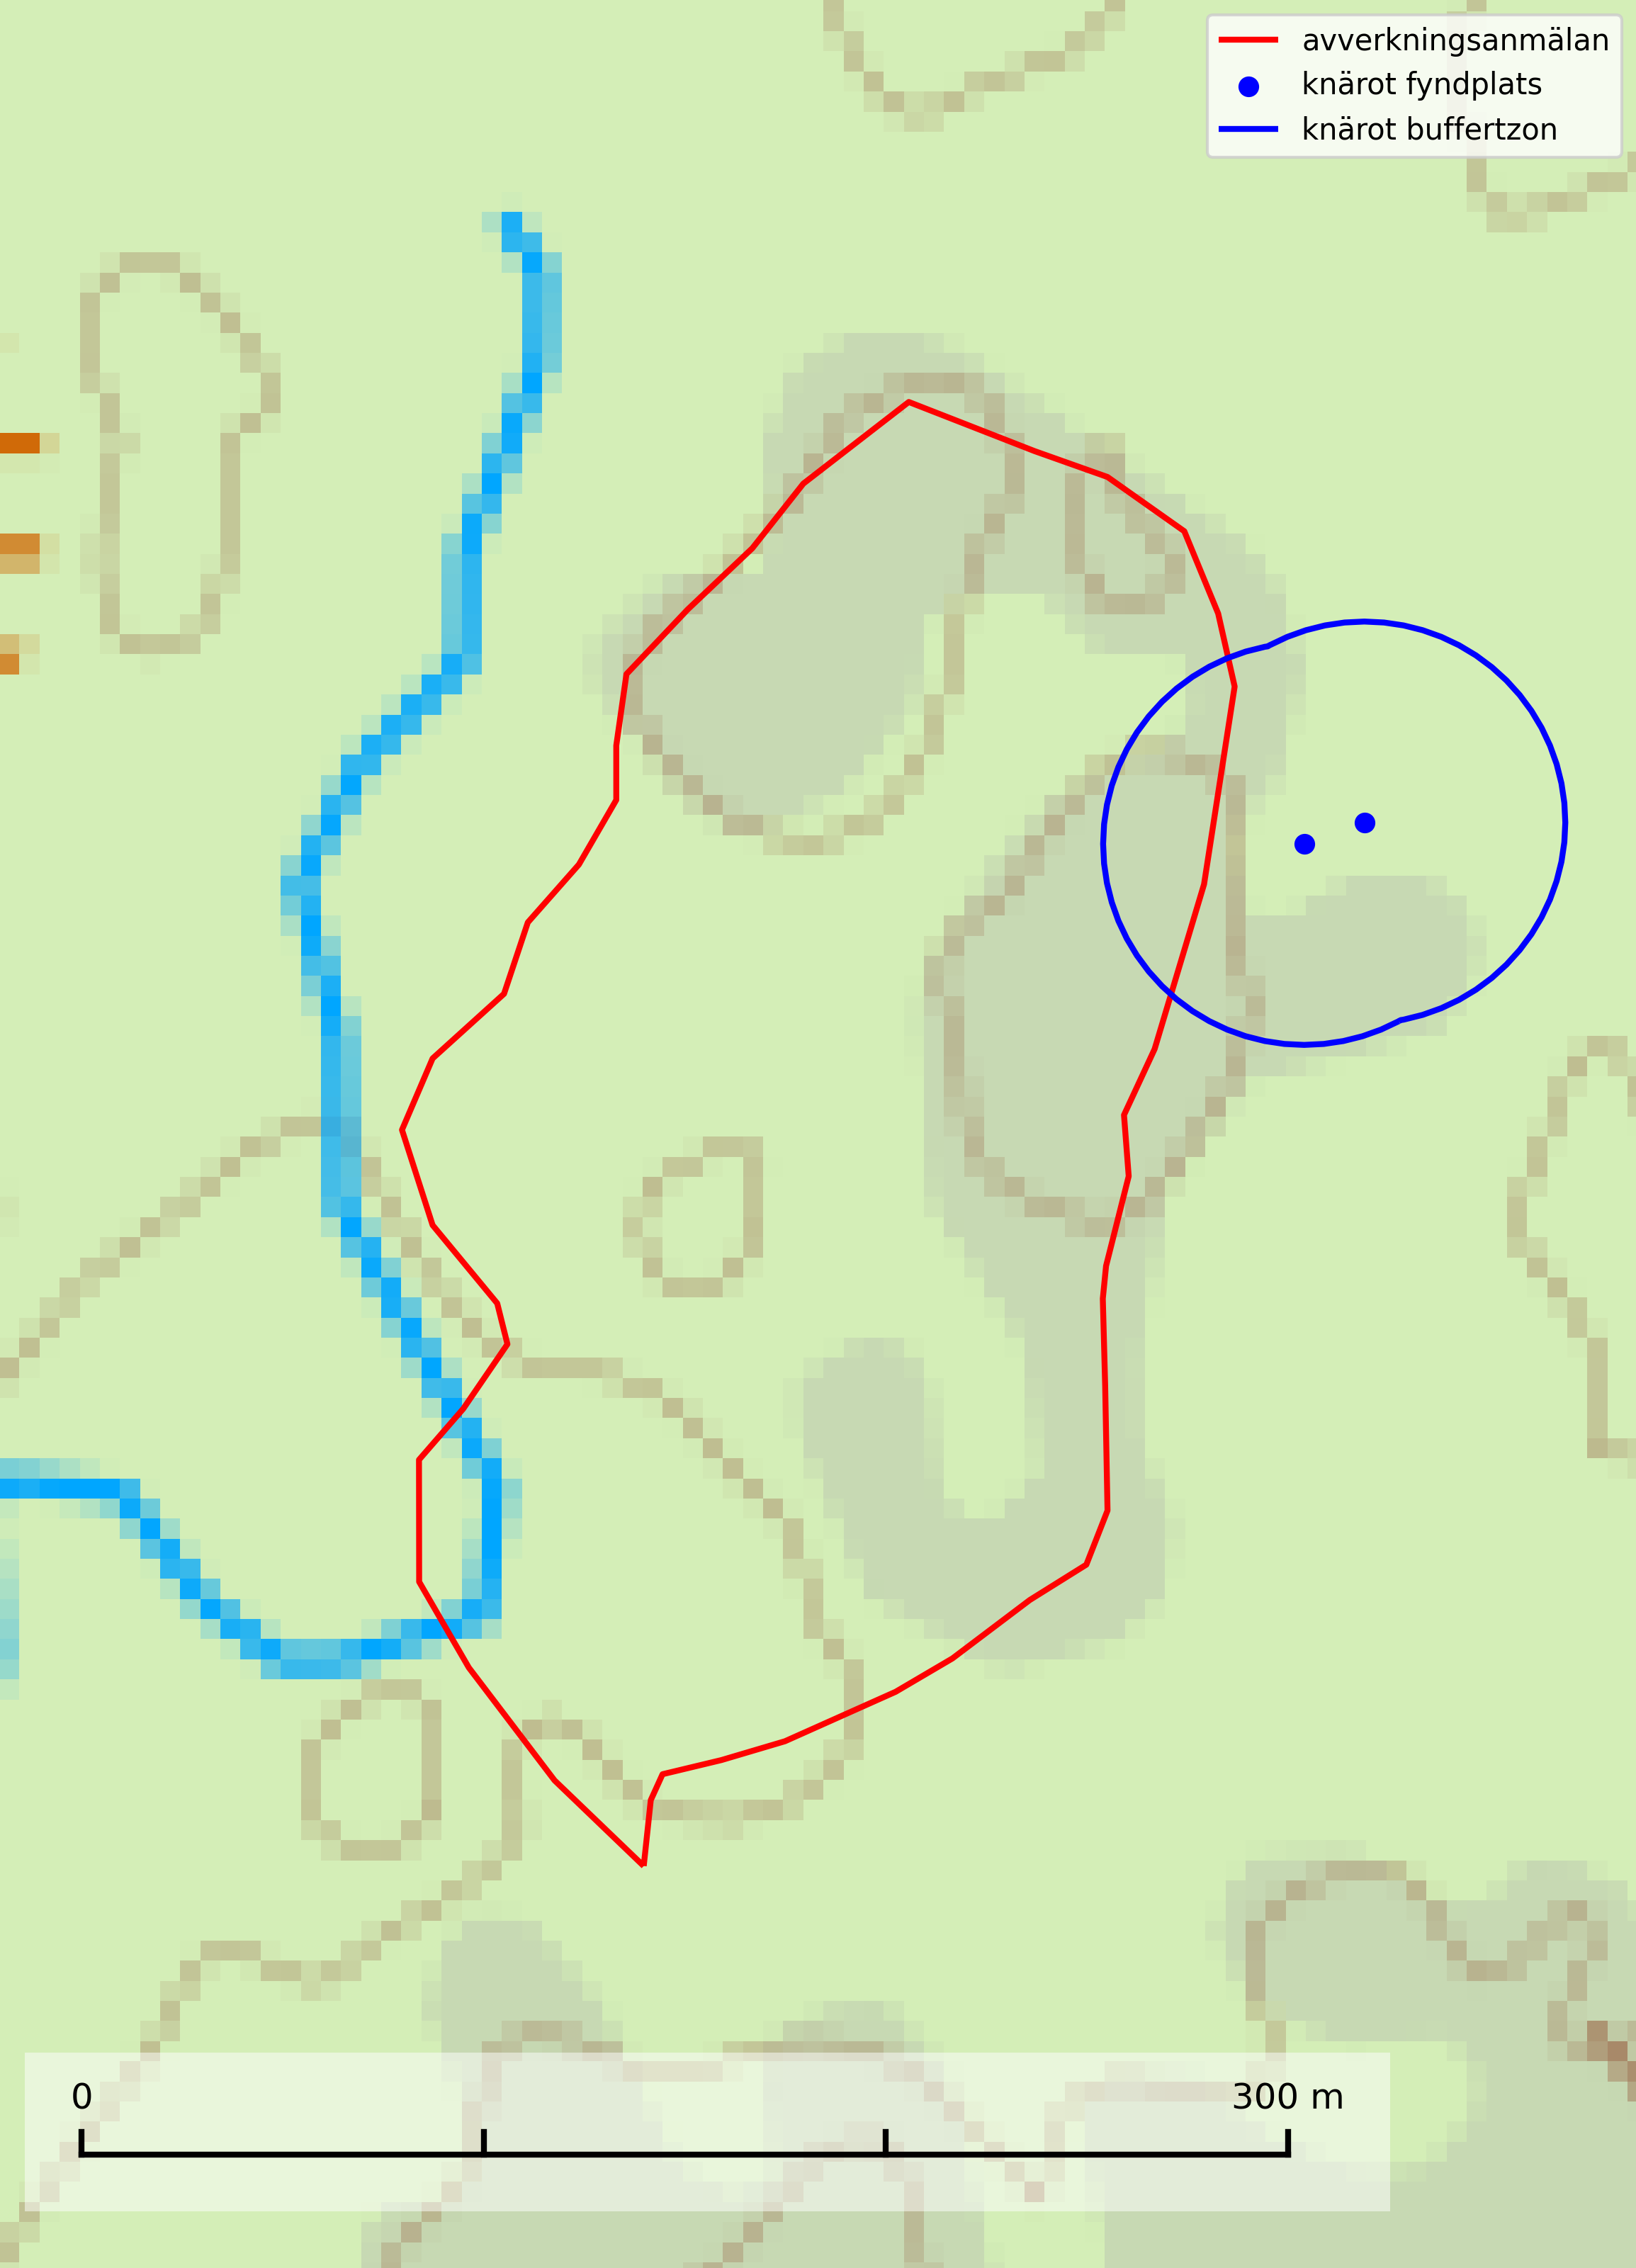 avverkningsanmälan
knärot fyndplats
knärot buffertzon
0 300 m